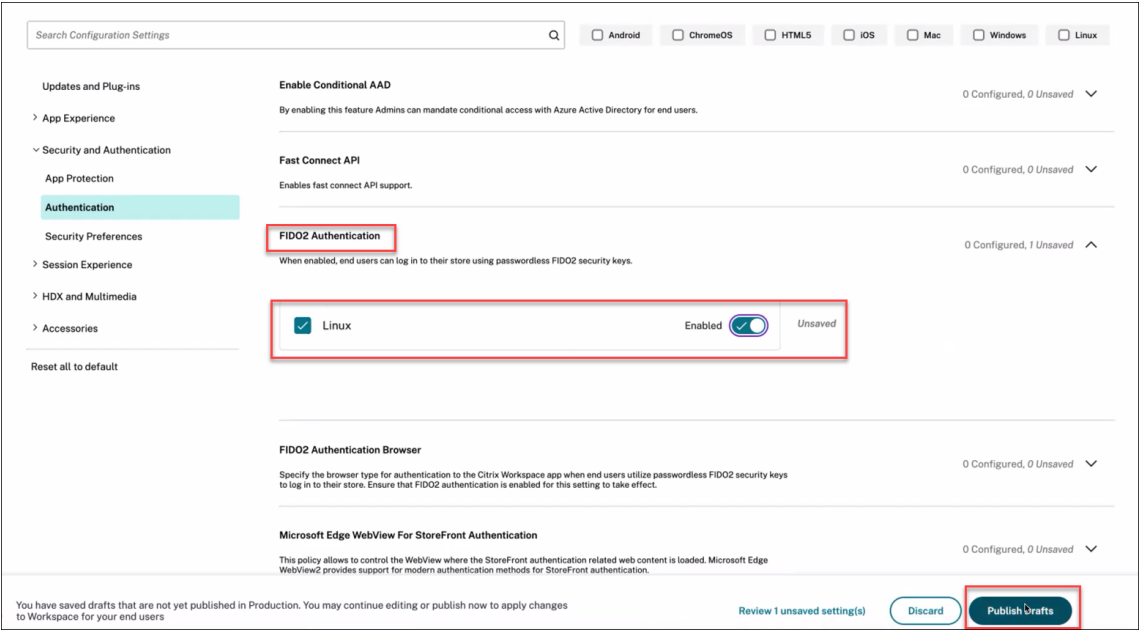 Search Configuration Settings
Android
ChromeOS
HTML5
iOS
Mac
Windows
Linux
Updates and Plug-ins
App Experience
Security and Authentication
App Protection
Authentication
Security Preferences
Session Experience
HDX and Multimedia
Accessories
Reset all to default
Enable Conditional AAD
0 Configured, 0 Unsaved
By enabling this feature Admins can mandate conditional access with Azure Active Directory for end users.
Fast Connect API
0 Configured, 0 Unsaved
Enables fast connect API support.
FIDO2 Authentication
0 Configured, 1 Unsaved
When enabled, end users can log in to their store using passwordless FIDO2 security keys.
Linux
Enabled
Unsaved
FIDO2 Authentication Browser
0 Configured, 0 Unsaved
Specify the browser type for authentication to the Citrix Workspace app when end users utilize passwordless FIDO2 security keys
to log in to their store. Ensure that FIDO2 authentication is enabled for this setting to take effect.
Microsoft Edge WebView For StoreFront Authentication
0 Configured, 0 Unsaved
This policy allows to control the WebView where the StoreFront authentication related web content is loaded. Microsoft Edge
WebView2 provides support for modern authentication methods for StoreFront authentication.
You have saved drafts that are not yet published in Production. You may continue editing or publish now to apply changes
to Workspace for your end users
Review 1 unsaved setting(s)
Discard
Publish Drafts